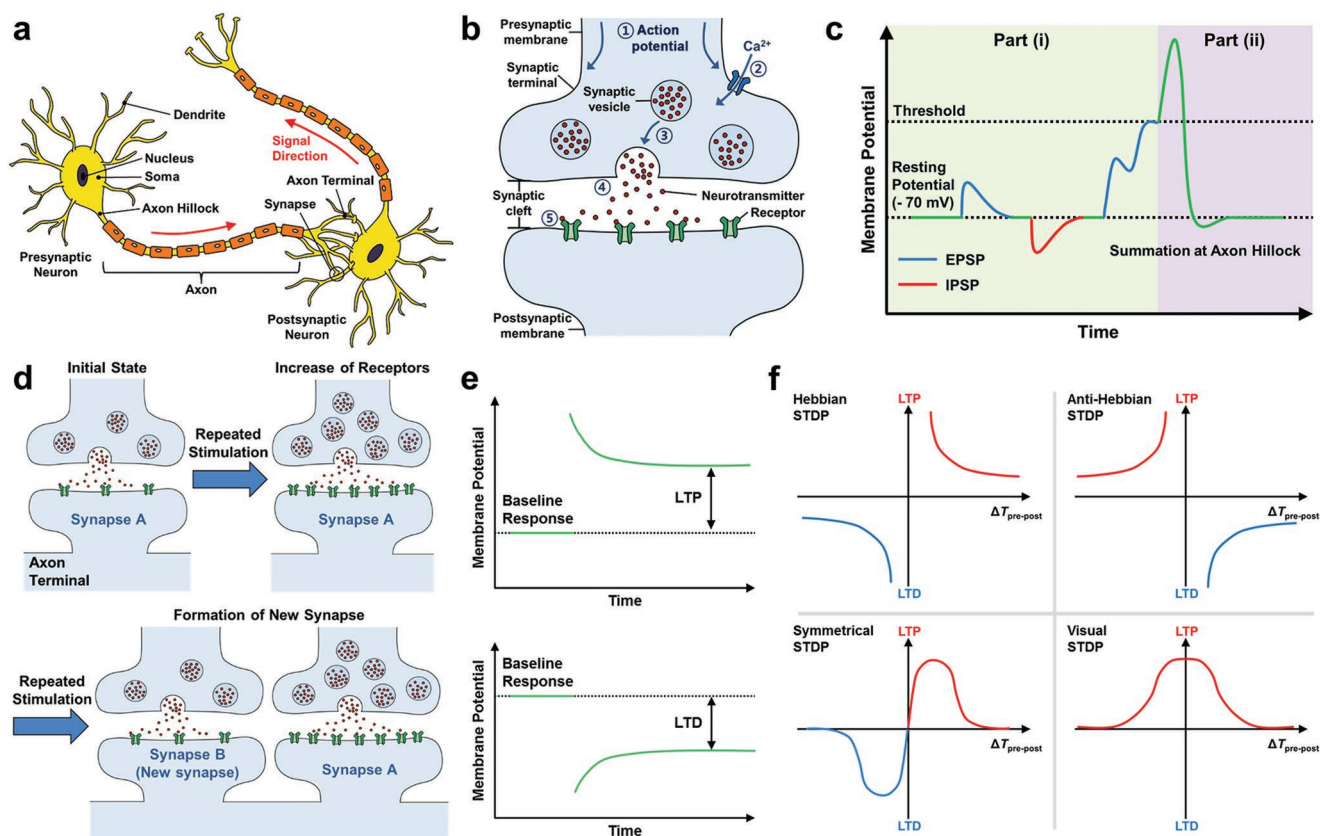 a
Dendrite
Nucleus
Soma
Axon Hillock
Presynaptic
Neuron
Axon
Signal
Direction
Axon Terminal
Synapse
Postsynaptic
Neuron
b
Presynaptic
membrane
① Action
potential
Ca²⁺
②
Synaptic
terminal
Synaptic
vesicle
③
④
Synaptic
cleft
Neurotransmitter
⑤
Receptor
Postsynaptic
membrane
c
Part (i)
Part (ii)
Threshold
Resting
Potential
(- 70 mV)
Membrane Potential
Summation at Axon Hillock
EPSP
IPSP
Time
d
Initial State
Increase of Receptors
Repeated
Stimulation
Synapse A
Synapse A
Axon
Terminal
Formation of New Synapse
Repeated
Stimulation
Synapse B
(New synapse)
Synapse A
e
Membrane Potential
Baseline
Response
LTP
Time
Membrane Potential
Baseline
Response
LTD
Time
f
Hebbian
STDP
LTP
ΔTpre-post
LTD
Anti-Hebbian
STDP
LTP
ΔTpre-post
LTD
Symmetrical
STDP
LTP
ΔTpre-post
LTD
Visual
STDP
LTP
ΔTpre-post
LTD